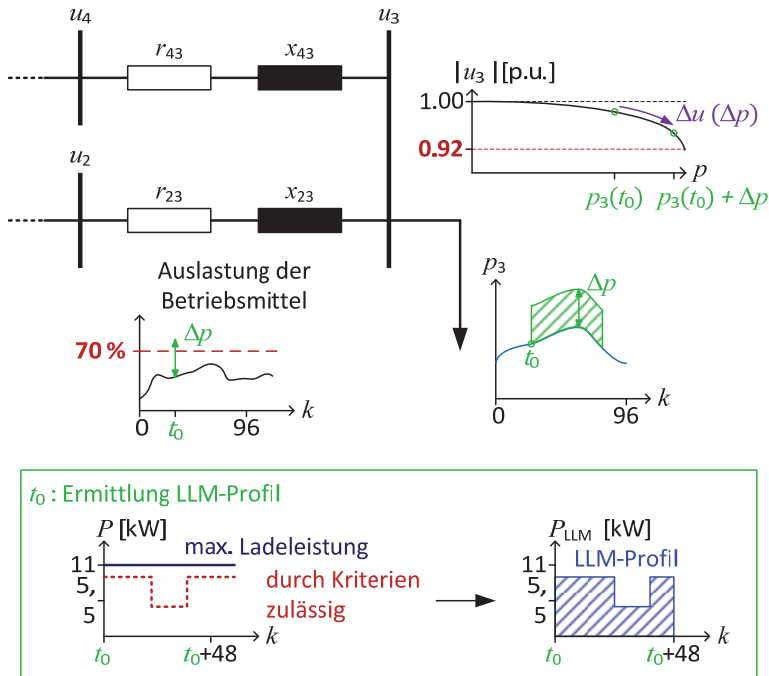 u4
u3
r43
x43
|u3| [p.u.]
1.00
Δu (Δp)
0.92
p
p3(t0)
p3(t0) + Δp
u2
r23
x23
Auslastung der
Betriebsmittel
Δp
70 %
k
0
t0
96
p3
Δp
t0
k
0
96
t0 : Ermittlung LLM-Profil
P [kW]
max. Ladeleistung
11
5,
5
durch Kriterien
zulässig
k
t0
t0+48
PLLM [kW]
LLM-Profil
11
5,
5
k
t0
t0+48